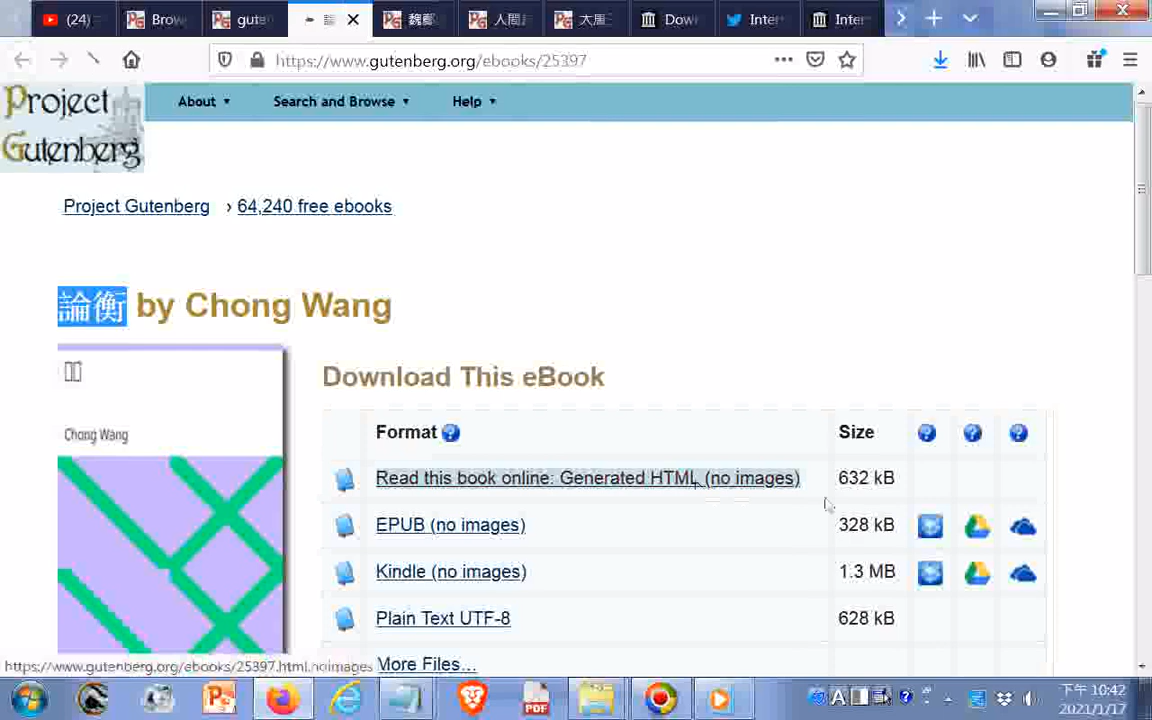 (24)
Brow
gute
魏鄭
人間
大唐
Down
Inter
Inter
https://www.gutenberg.org/ebooks/25397
Project
Gutenberg
About
Search and Browse
Help
Project Gutenberg › 64,240 free ebooks
論衡 by Chong Wang
Chong Wang
Download This eBook
Format Size
Read this book online: Generated HTML (no images) 632 kB
EPUB (no images) 328 kB
Kindle (no images) 1.3 MB
Plain Text UTF-8 628 kB
More Files…
https://www.gutenberg.org/ebooks/25397.html.noimages
PDF
A
下午 10:42
2021/1/17